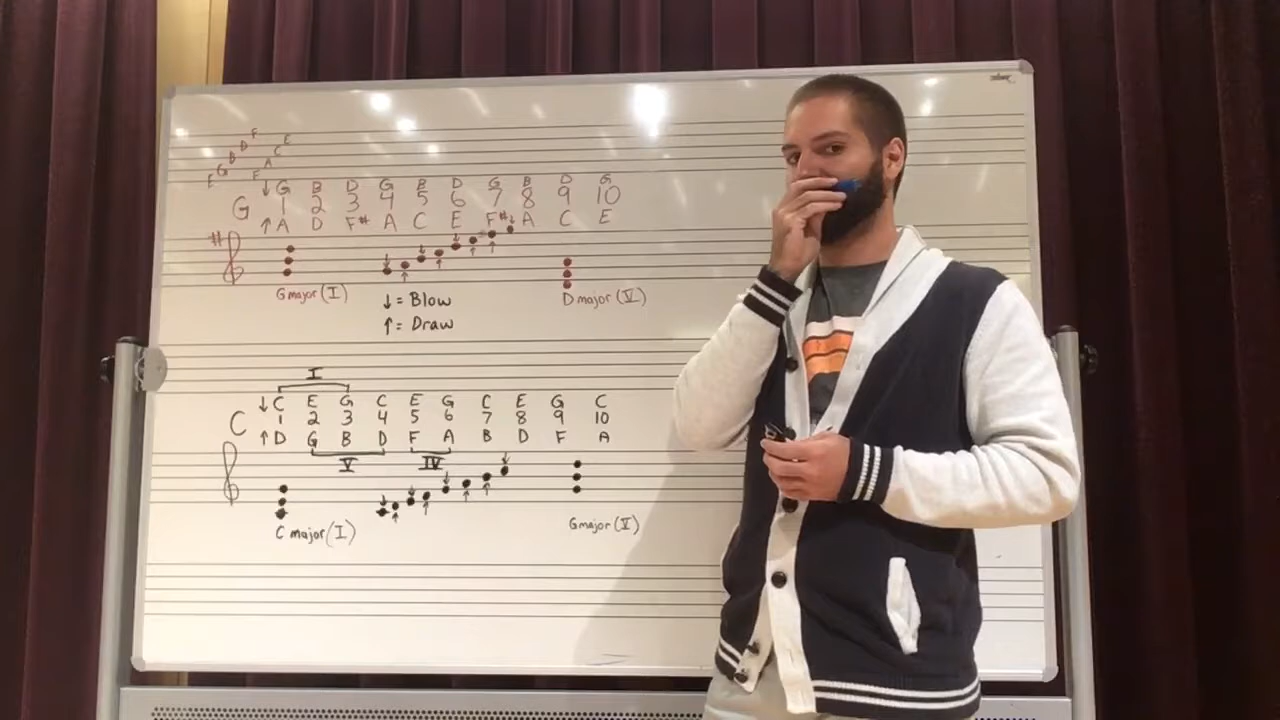 E G B D F
F A C E
↓ G B D G B D G B D G
G 1 2 3 4 5 6 7 8 9 10
↑ A D F# A C E F# A C E
#
G major (I)
↓ = Blow
D major (V)
↑ = Draw
I
↓ C E G C E G C E G C
C 1 2 3 4 5 6 7 8 9 10
↑ D G B D F A B D F A
V IV
C major (I)
G major (V)